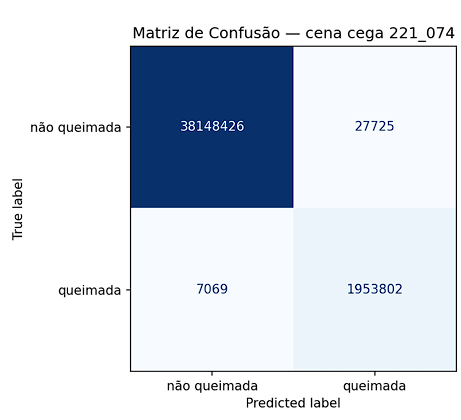 Matriz de Confusão — cena cega 221_074
True label
não queimada
38148426
27725
queimada
7069
1953802
não queimada
queimada
Predicted label